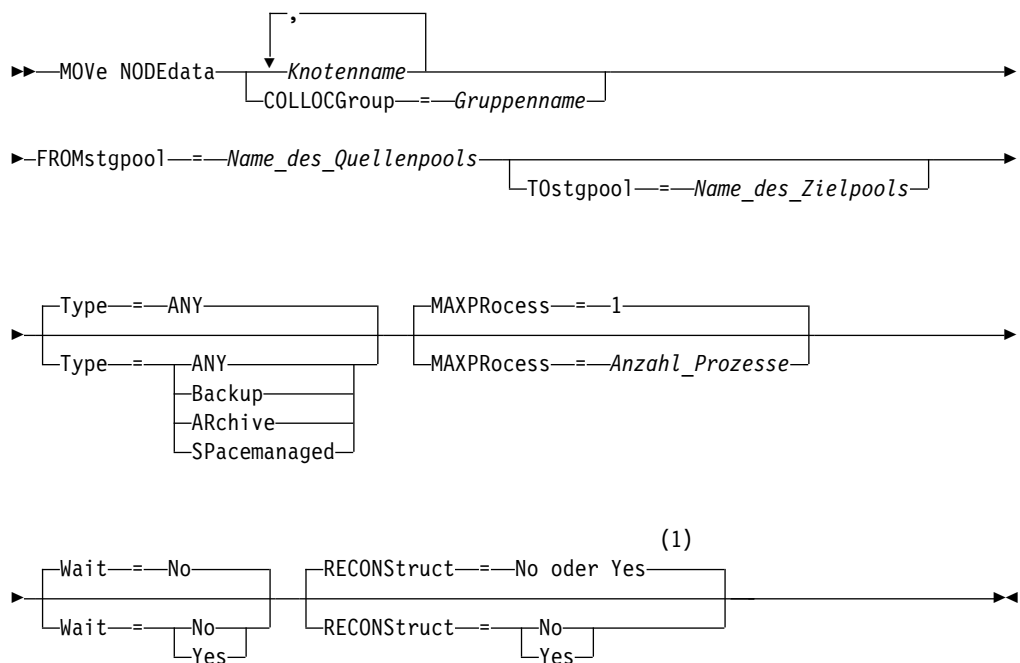 ,
MOVe NODEdata Knotenname
COLLOCGroup = Gruppenname
FROMstgpool = Name_des_Quellenpools
TOstgpool = Name_des_Zielpools
Type = ANY MAXPRocess = 1
Type = ANY MAXPRocess = Anzahl_Prozesse
Backup
ARchive
SPacemanaged
(1)
Wait = No RECONStruct = No oder Yes
Wait = No RECONStruct = No
Yes Yes